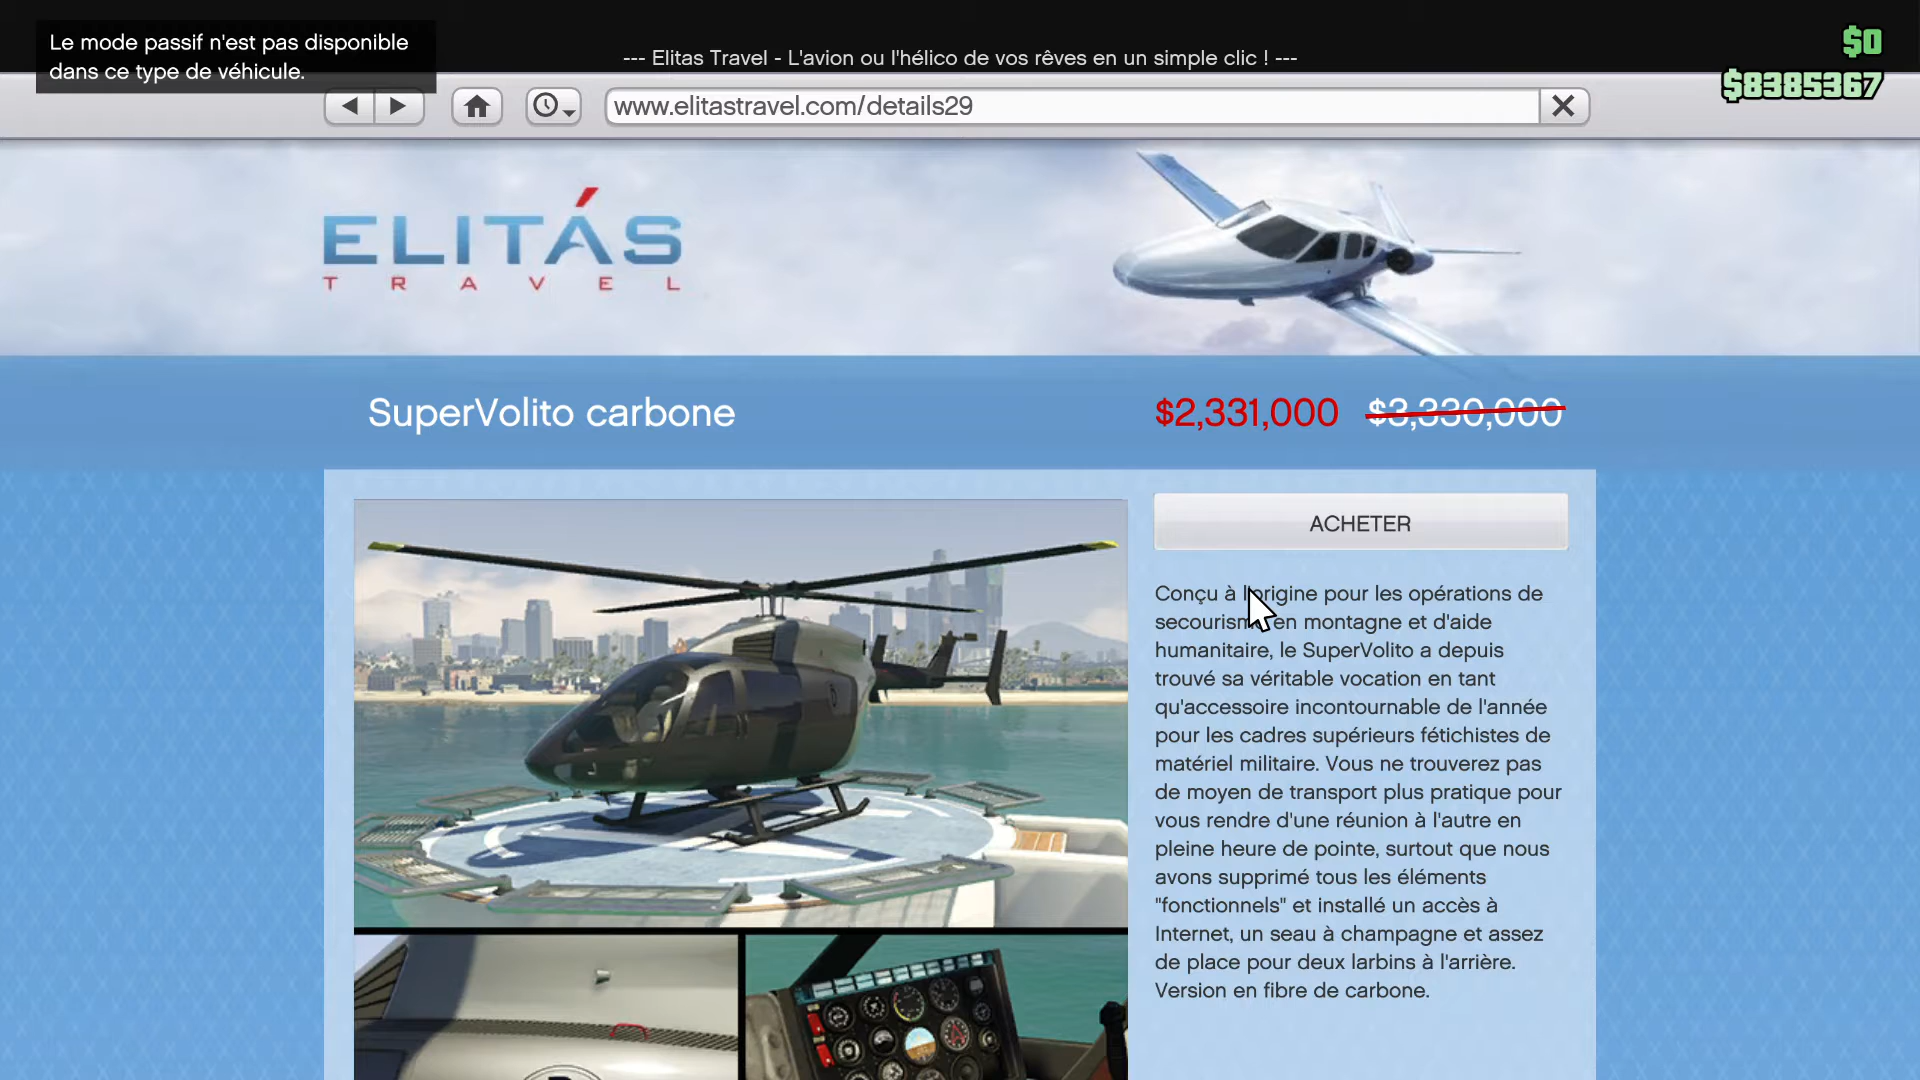 Le mode passif n'est pas disponible
dans ce type de véhicule.
--- Elitas Travel - L'avion ou l'hélico de vos rêves en un simple clic ! ---
$0
$8385367
www.elitastravel.com/details29
ELITÁS
TRAVEL
SuperVolito carbone
$2,331,000 $3,330,000
ACHETER
Conçu à l'origine pour les opérations de
secourisme en montagne et d'aide
humanitaire, le SuperVolito a depuis
trouvé sa véritable vocation en tant
qu'accessoire incontournable de l'année
pour les cadres supérieurs fétichistes de
matériel militaire. Vous ne trouverez pas
de moyen de transport plus pratique pour
vous rendre d'une réunion à l'autre en
pleine heure de pointe, surtout que nous
avons supprimé tous les éléments
"fonctionnels" et installé un accès à
Internet, un seau à champagne et assez
de place pour deux larbins à l'arrière.
Version en fibre de carbone.